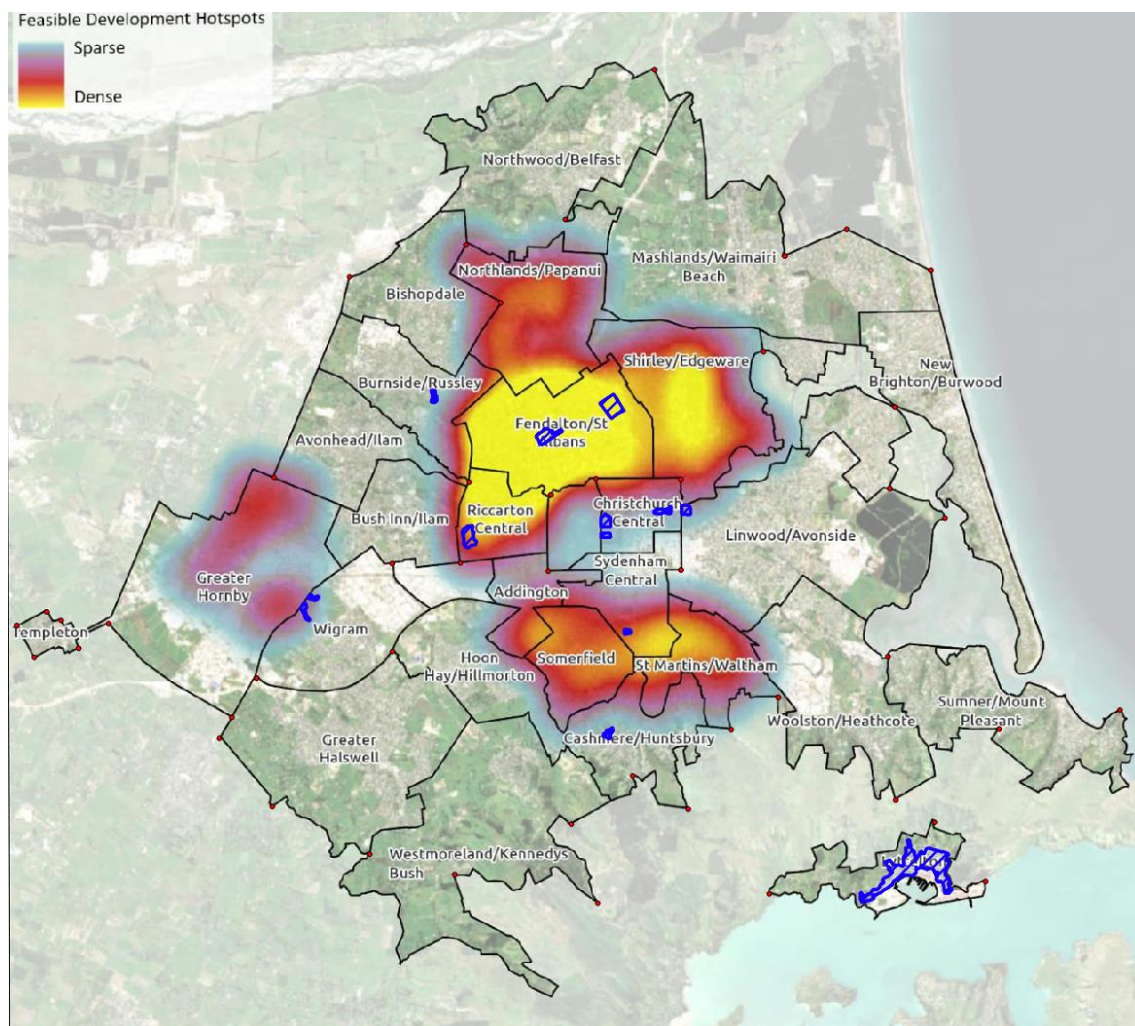 Feasible Development Hotspots
Sparse
Dense
Northwood/Belfast
Mashlands/Waimairi
Beach
Northlands/Papanui
Bishopdale
Shirley/Edgeware
New
Brighton/Burwood
Burnside/Russley
Fendalton/St
Albans
Avonhead/Ilam
Bush Inn/Ilam
Riccarton
Central
Christchurch
Central
Linwood/Avonside
Sydenham
Central
Greater
Hornby
Addington
Templeton
Wigram
Hoon
Hay/Hillmorton
Somerfield
St Martins/Waltham
Sumner/Mount
Pleasant
Woolston/Heathcote
Cashmere/Huntsbury
Greater
Halswell
Westmoreland/Kennedys
Bush